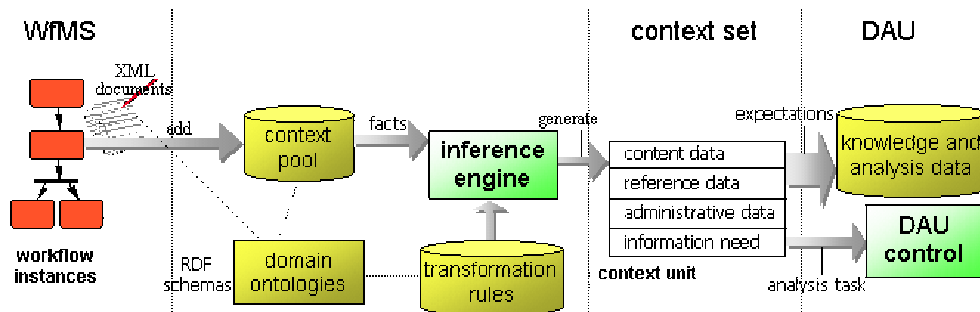 WfMS
context set
DAU
XML
documents
add
context
pool
facts
inference
engine
generate
expectations
content data
reference data
administrative data
information need
context unit
knowledge and
analysis data
DAU
control
analysis task
workflow
instances
RDF
schemas
domain
ontologies
transformation
rules